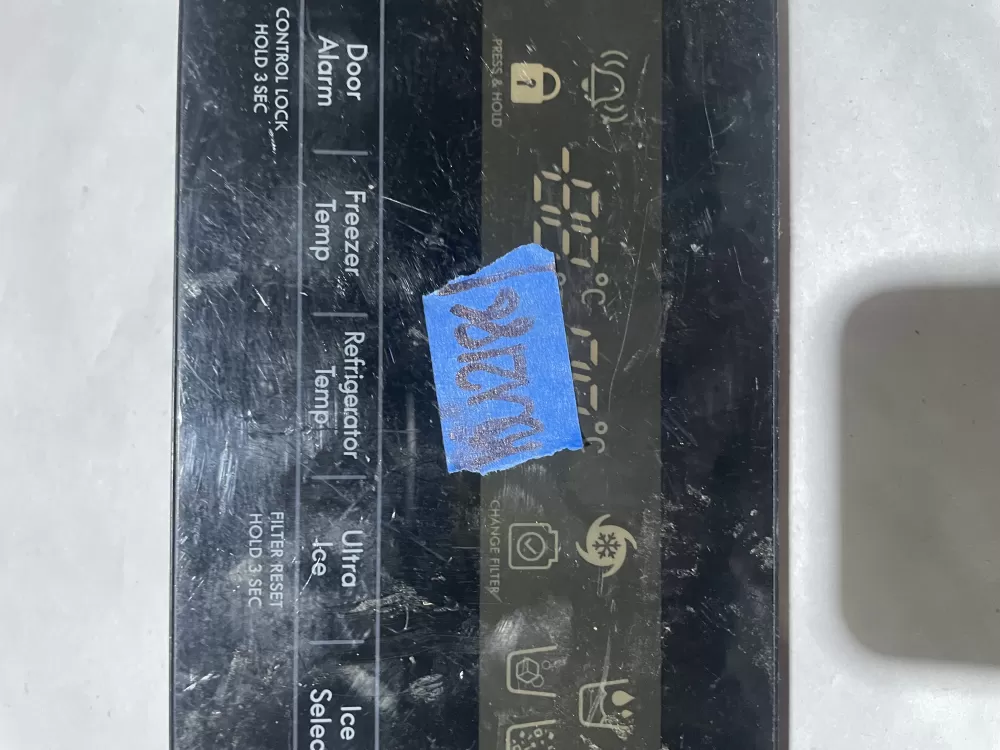 PRESS & HOLD
°C
°C
CHANGE FILTER
Door
Alarm
Freezer
Temp
Refrigerator
Temp
Ultra
Ice
Ice
CONTROL LOCK
HOLD 3 SEC
FILTER RESET
HOLD 3 SEC